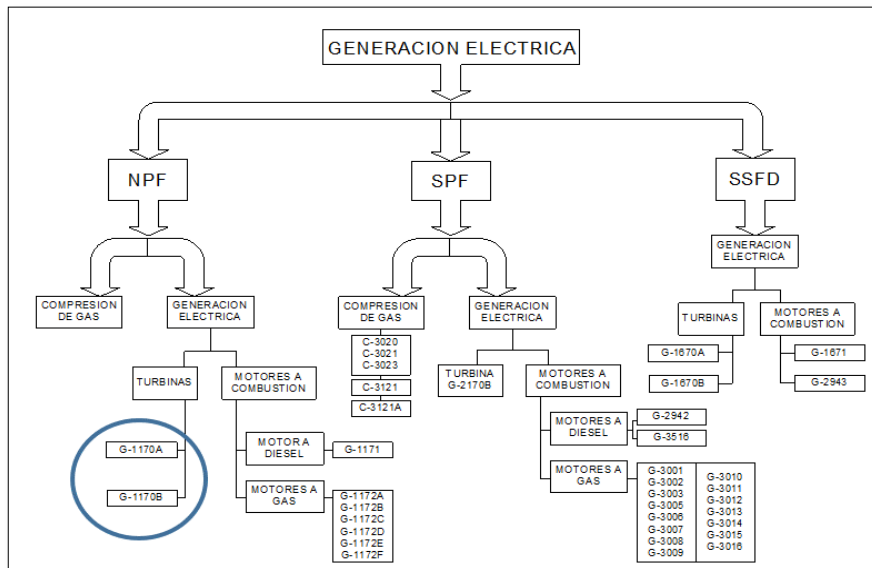 GENERACION ELECTRICA
NPF
SPF
SSFD
COMPRESION
DE GAS
GENERACION
ELECTRICA
TURBINAS
MOTORES A
COMBUSTION
G-1170A
G-1170B
MOTOR A
DIESEL
G-1171
MOTORES A
GAS
G-1172A
G-1172B
G-1172C
G-1172D
G-1172E
G-1172F
COMPRESION
DE GAS
C-3020
C-3021
C-3023
C-3121
C-3121A
GENERACION
ELECTRICA
TURBINA
G-2170B
MOTORES A
COMBUSTION
MOTORES A
DIESEL
G-2942
G-3516
MOTORES A
GAS
G-3001
G-3002
G-3003
G-3005
G-3006
G-3007
G-3008
G-3009
G-3010
G-3011
G-3012
G-3013
G-3014
G-3015
G-3016
GENERACION
ELECTRICA
TURBINAS
G-1670A
G-1670B
MOTORES A
COMBUSTION
G-1671
G-2943